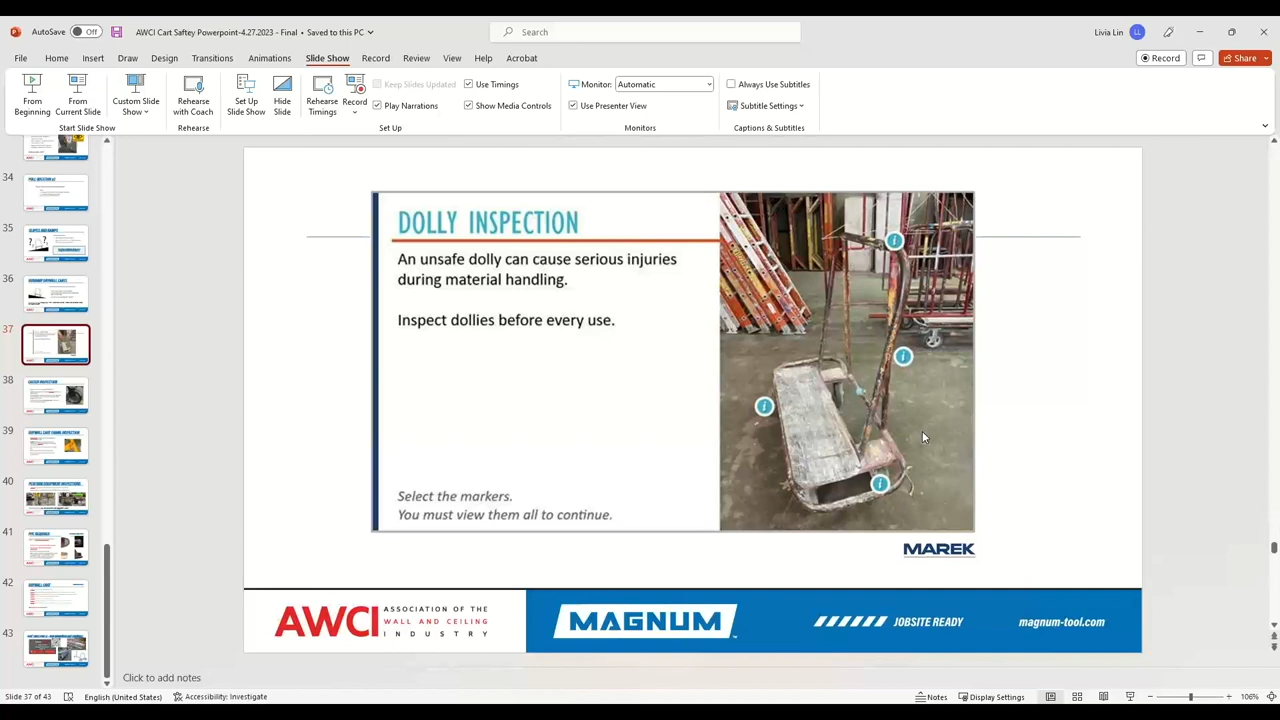 AutoSave Off AWCI Cart Saftey Powerpoint-4.27.2023 - Final • Saved to this PC Search Livia Lin LL
File Home Insert Draw Design Transitions Animations Slide Show Record Review View Help Acrobat Record Share
From Beginning
From Current Slide
Custom Slide Show
Start Slide Show
Rehearse with Coach
Rehearse
Set Up Slide Show
Hide Slide
Rehearse Timings
Record
Keep Slides Updated
Play Narrations
Use Timings
Show Media Controls
Set Up
Monitor: Automatic
Use Presenter View
Monitors
Always Use Subtitles
Subtitle Settings
Captions & Subtitles
34
35
36
37
38
39
40
41
42
43
DOLLY INSPECTION
An unsafe dolly can cause serious injuries
during material handling.
Inspect dollies before every use.
Select the markers.
You must view them all to continue.
MAREK
AWCI ASSOCIATION OF THE
WALL AND CEILING
INDUSTRY
MAGNUM
JOBSITE READY
magnum-tool.com
Click to add notes
Slide 37 of 43 English (United States) Accessibility: Investigate Notes Display Settings 106%